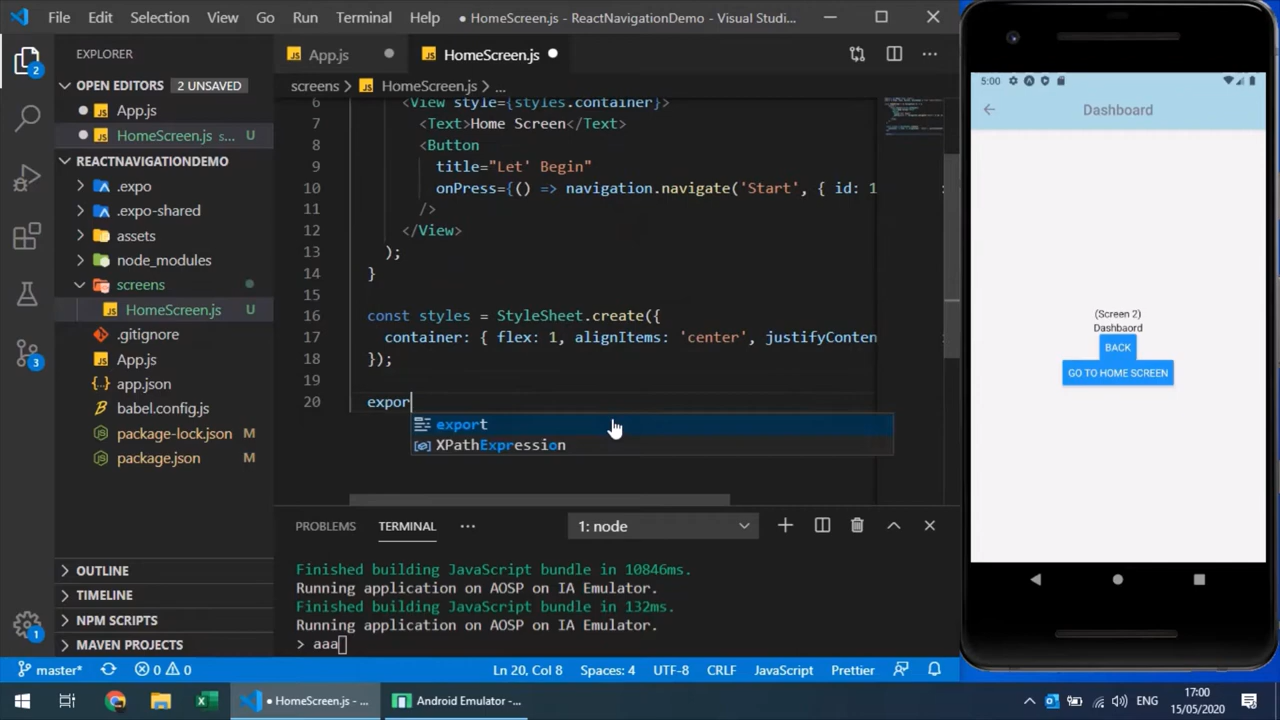 File Edit Selection View Go Run Terminal Help ● HomeScreen.js - ReactNavigationDemo - Visual Studi...
EXPLORER
OPEN EDITORS 2 UNSAVED
App.js
HomeScreen.js s... U
REACTNAVIGATIONDEMO
.expo
.expo-shared
assets
node_modules
screens
HomeScreen.js U
.gitignore
App.js
app.json
babel.config.js
package-lock.json M
package.json M
OUTLINE
TIMELINE
NPM SCRIPTS
MAVEN PROJECTS
2
3
1
App.js HomeScreen.js
screens > HomeScreen.js > ...
6 <View style={styles.container}>
7 <Text>Home Screen</Text>
8 <Button
9 title="Let' Begin"
10 onPress={() => navigation.navigate('Start', { id: 1
11 />
12 </View>
13 );
14 }
15
16 const styles = StyleSheet.create({
17 container: { flex: 1, alignItems: 'center', justifyConten
18 });
19
20 expor
export
XPathExpression
PROBLEMS TERMINAL ... 1: node
Finished building JavaScript bundle in 10846ms.
Running application on AOSP on IA Emulator.
Finished building JavaScript bundle in 132ms.
Running application on AOSP on IA Emulator.
> aaa
master* 0 0 Ln 20, Col 8 Spaces: 4 UTF-8 CRLF JavaScript Prettier
5:00
Dashboard
(Screen 2)
Dashbaord
BACK
GO TO HOME SCREEN
● HomeScreen.js - ... Android Emulator -... ENG 17:00
15/05/2020